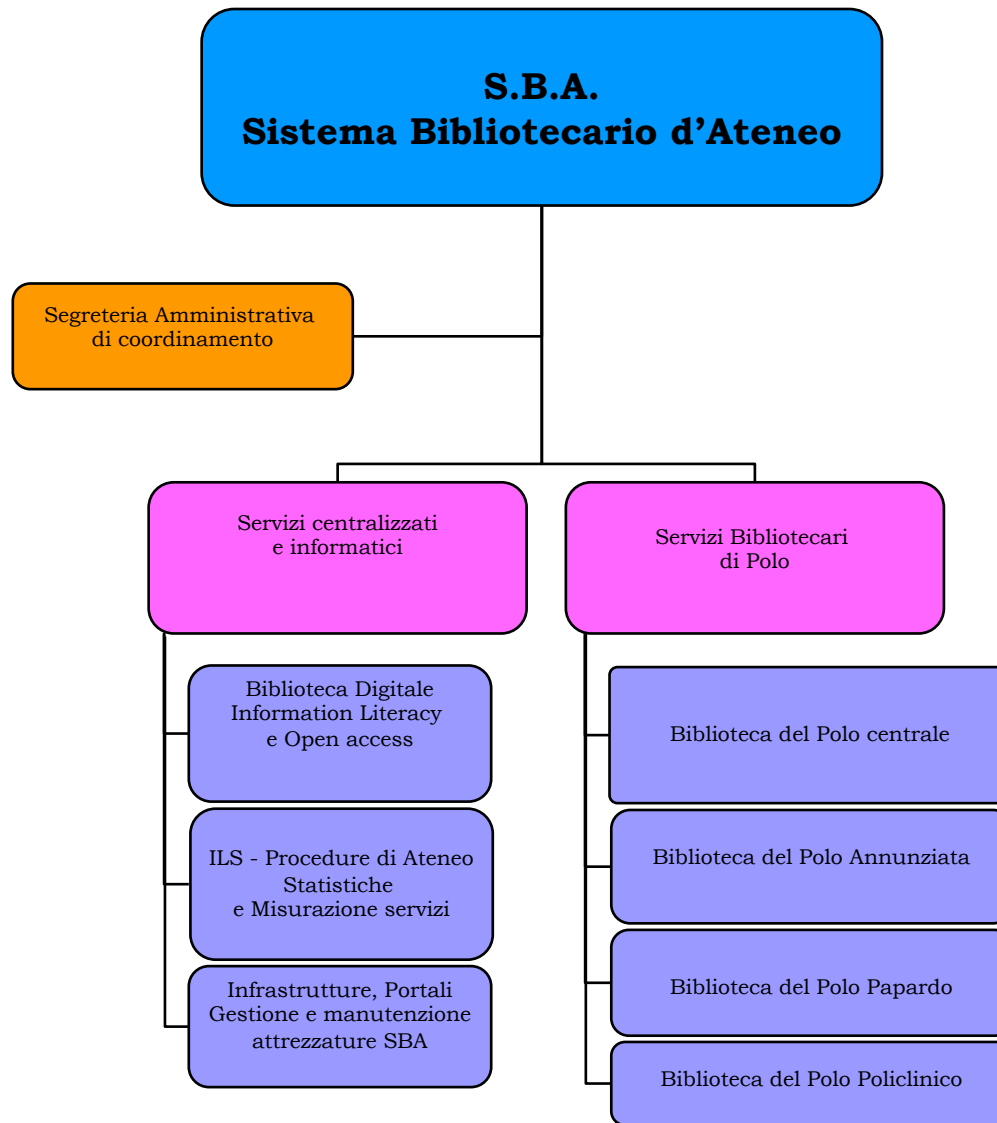 S.B.A.
Sistema Bibliotecario d’Ateneo
Segreteria Amministrativa
di coordinamento
Servizi centralizzati
e informatici
Biblioteca Digitale
Information Literacy
e Open access
ILS - Procedure di Ateneo
Statistiche
e Misurazione servizi
Infrastrutture, Portali
Gestione e manutenzione
attrezzature SBA
Servizi Bibliotecari
di Polo
Biblioteca del Polo centrale
Biblioteca del Polo Annunziata
Biblioteca del Polo Papardo
Biblioteca del Polo Policlinico